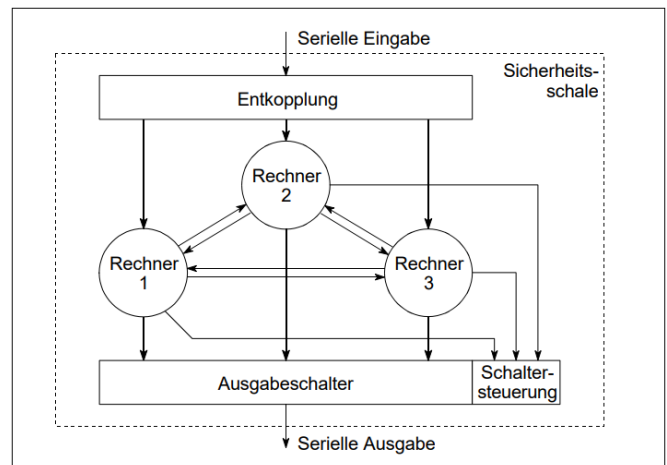 Serielle Eingabe
Sicherheits-
schale
Entkopplung
Rechner
2
Rechner
1
Rechner
3
Ausgabeschalter
Schalter-
steuerung
Serielle Ausgabe